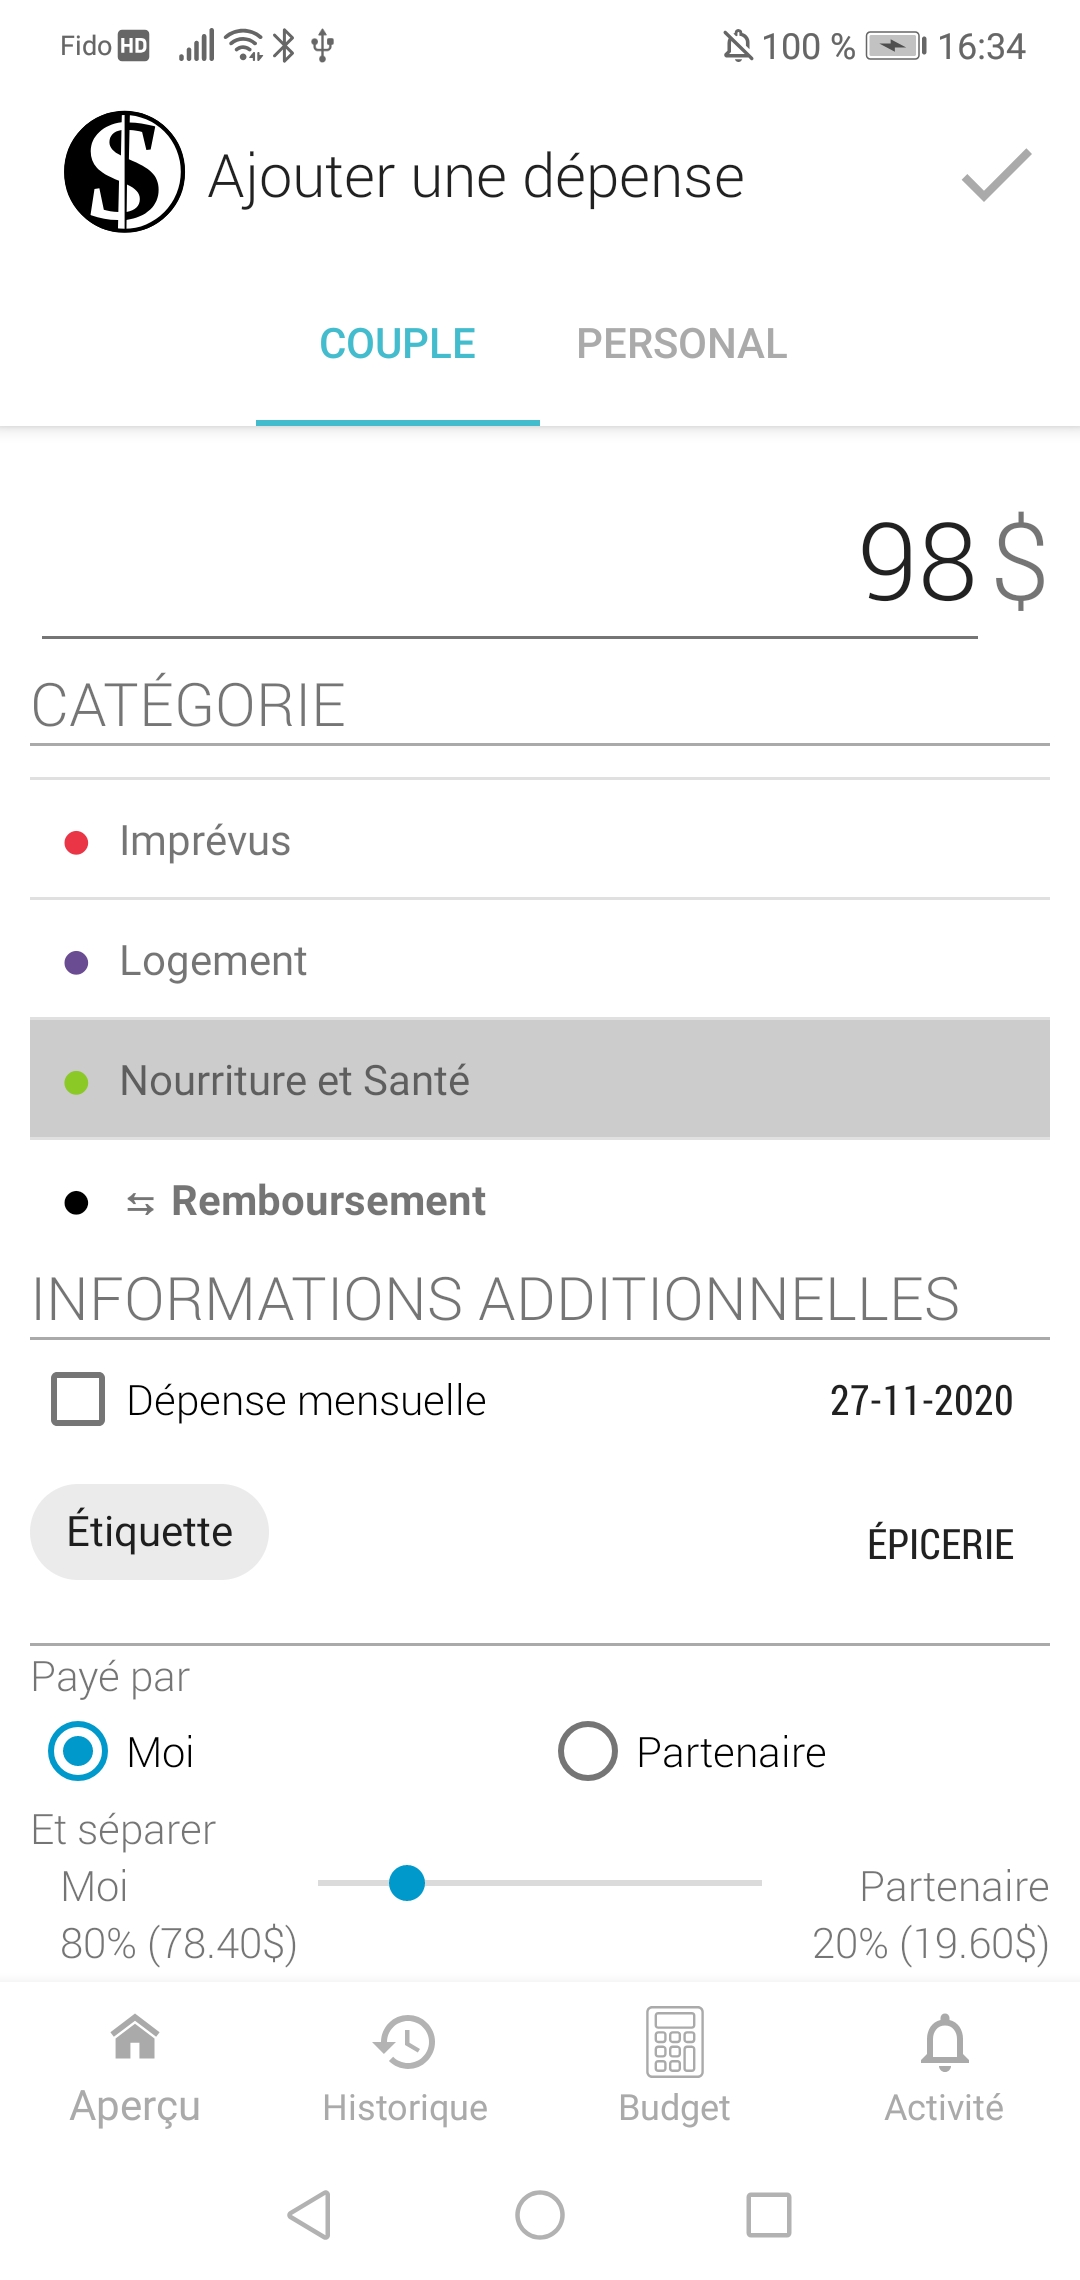 Fido HD 100 % 16:34
Ajouter une dépense
COUPLE PERSONAL
98 $
CATÉGORIE
Imprévus
Logement
Nourriture et Santé
⇆ Remboursement
INFORMATIONS ADDITIONNELLES
Dépense mensuelle 27-11-2020
Étiquette ÉPICERIE
Payé par
Moi Partenaire
Et séparer
Moi Partenaire
80% (78.40$) 20% (19.60$)
Aperçu Historique Budget Activité